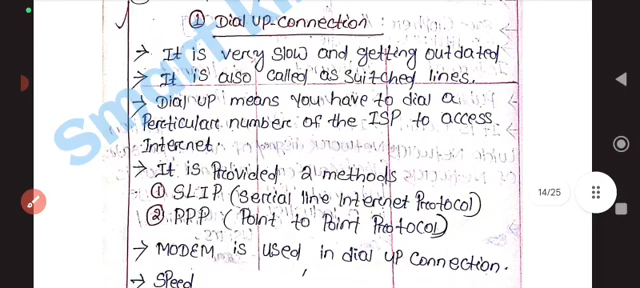 ① Dial up-connection :
→ It is very slow and getting outdated
→ It is also called as suitched lines.
→ Dial up means you have to dial a
Perticular number of the ISP to access
Internet.
→ It is Provided 2 methods
① SLIP (Serial line Internet Protocol)
② PPP (Point to Point Protocol)
→ MODEM is used in dial up connection.
→ Speed
14/25